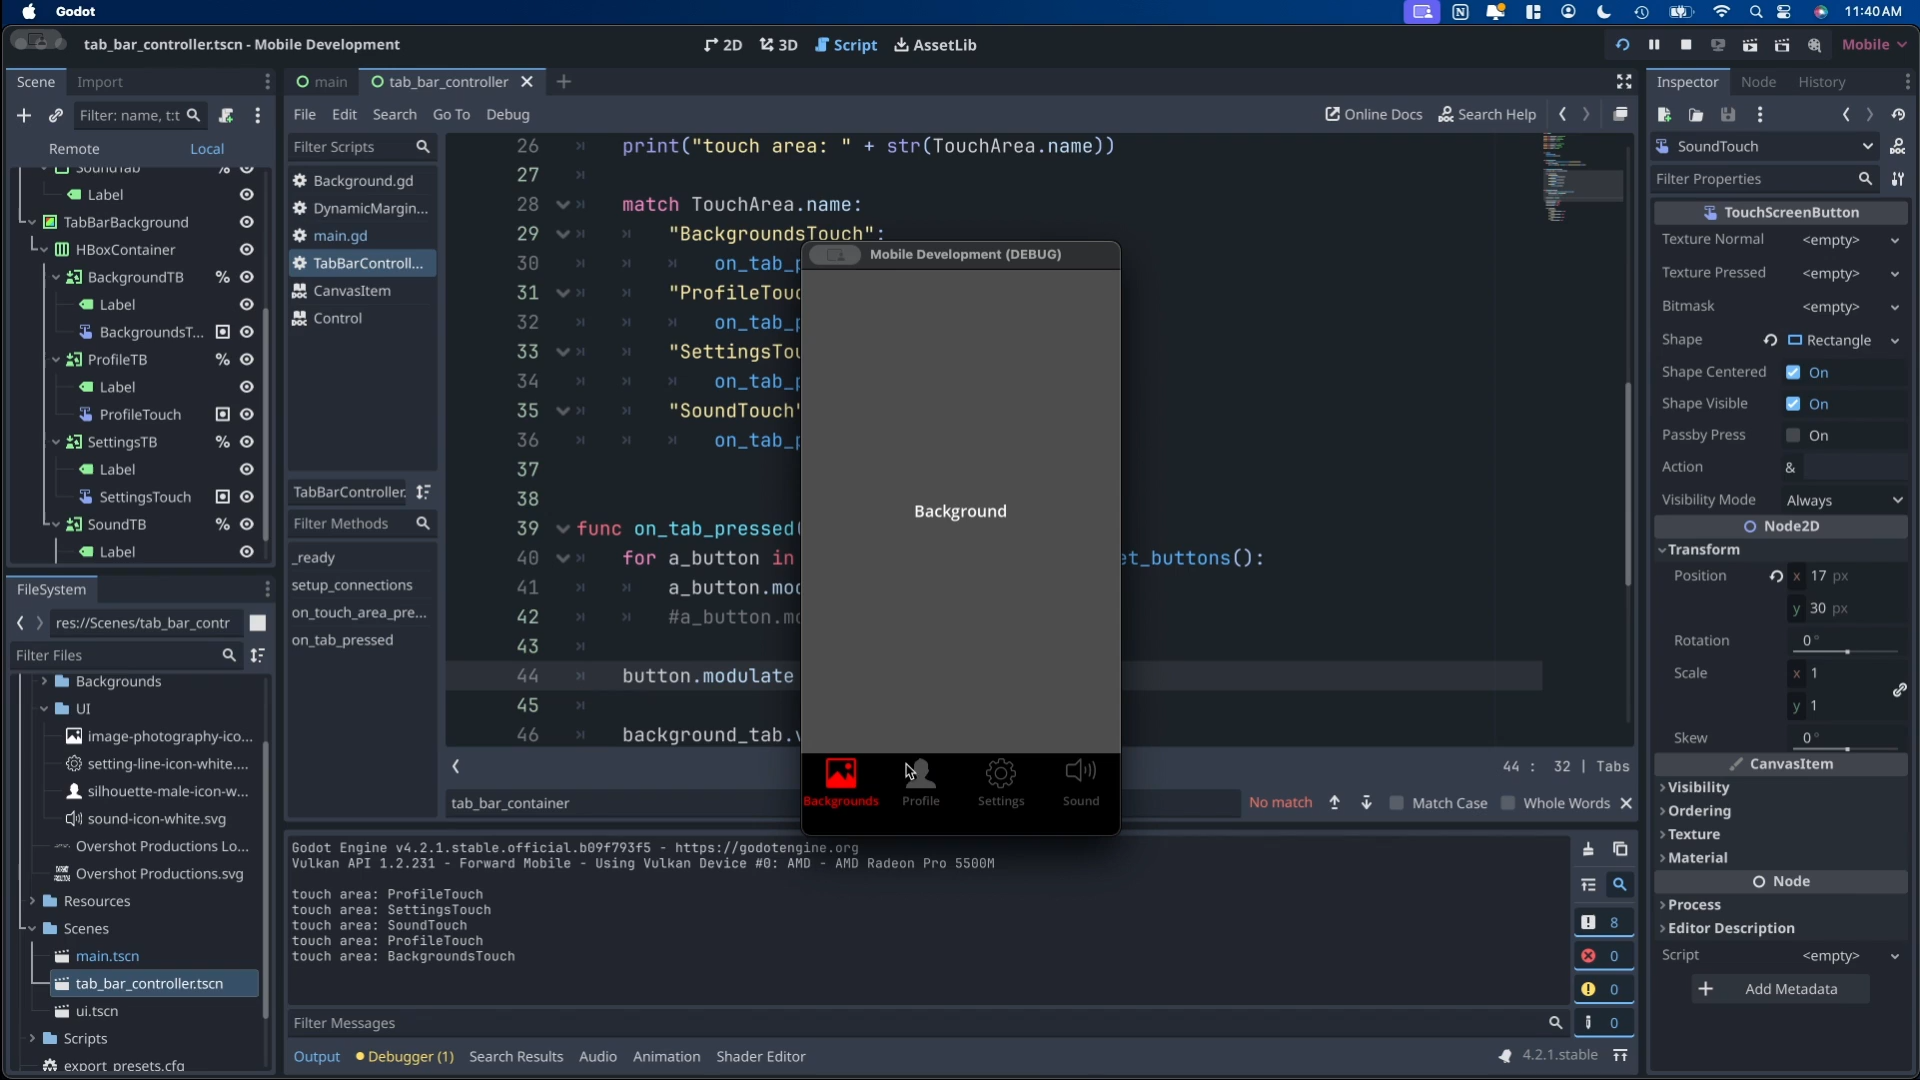 Godot
11:40 AM
tab_bar_controller.tscn - Mobile Development
2D
3D
Script
AssetLib
Mobile
Scene
Import
Filter: name, t:t
Remote
Local
SoundTab
Label
TabBarBackground
HBoxContainer
BackgroundTB
Label
BackgroundsT...
ProfileTB
Label
ProfileTouch
SettingsTB
Label
SettingsTouch
SoundTB
Label
FileSystem
res://Scenes/tab_bar_contr
Filter Files
Backgrounds
UI
image-photography-ico...
setting-line-icon-white....
silhouette-male-icon-w...
sound-icon-white.svg
Overshot Productions Lo...
Overshot Productions.svg
Resources
Scenes
main.tscn
tab_bar_controller.tscn
ui.tscn
Scripts
export_presets.cfg
main
tab_bar_controller
File
Edit
Search
Go To
Debug
Online Docs
Search Help
Filter Scripts
Background.gd
DynamicMargin...
main.gd
TabBarControll...
CanvasItem
Control
TabBarController.
Filter Methods
_ready
setup_connections
on_touch_area_pre...
on_tab_pressed
26 print("touch area: " + str(TouchArea.name))
27
28 match TouchArea.name:
29 "BackgroundsTouch":
30 on_tab_p
31 "ProfileTouc
32 on_tab_p
33 "SettingsTou
34 on_tab_p
35 "SoundTouch"
36 on_tab_p
37
38
39 func on_tab_pressed(
40 for a_button in et_buttons():
41 a_button.mod
42 #a_button.mo
43
44 button.modulate
45
46 background_tab.v
44 : 32 | Tabs
tab_bar_container
No match
Match Case
Whole Words
Mobile Development (DEBUG)
Background
Backgrounds
Profile
Settings
Sound
Godot Engine v4.2.1.stable.official.b09f793f5 - https://godotengine.org
Vulkan API 1.2.231 - Forward Mobile - Using Vulkan Device #0: AMD - AMD Radeon Pro 5500M
touch area: ProfileTouch
touch area: SettingsTouch
touch area: SoundTouch
touch area: ProfileTouch
touch area: BackgroundsTouch
8
0
0
0
Filter Messages
Output
Debugger (1)
Search Results
Audio
Animation
Shader Editor
4.2.1.stable
Inspector
Node
History
SoundTouch
Filter Properties
TouchScreenButton
Texture Normal <empty>
Texture Pressed <empty>
Bitmask <empty>
Shape Rectangle
Shape Centered On
Shape Visible On
Passby Press On
Action &
Visibility Mode Always
Node2D
Transform
Position x 17 px
y 30 px
Rotation 0 °
Scale x 1
y 1
Skew 0 °
CanvasItem
Visibility
Ordering
Texture
Material
Node
Process
Editor Description
Script <empty>
Add Metadata